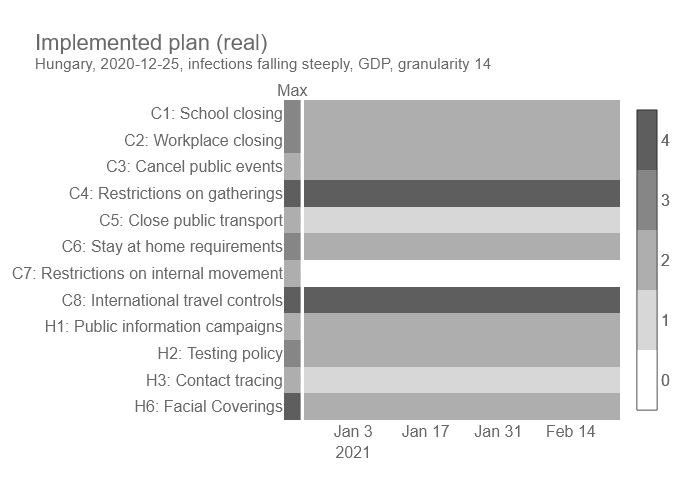 Implemented plan (real)
Hungary, 2020-12-25, infections falling steeply, GDP, granularity 14
Max
C1: School closing
C2: Workplace closing
C3: Cancel public events
C4: Restrictions on gatherings
C5: Close public transport
C6: Stay at home requirements
C7: Restrictions on internal movement
C8: International travel controls
H1: Public information campaigns
H2: Testing policy
H3: Contact tracing
H6: Facial Coverings
4
3
2
1
0
Jan 3 Jan 17 Jan 31 Feb 14
2021